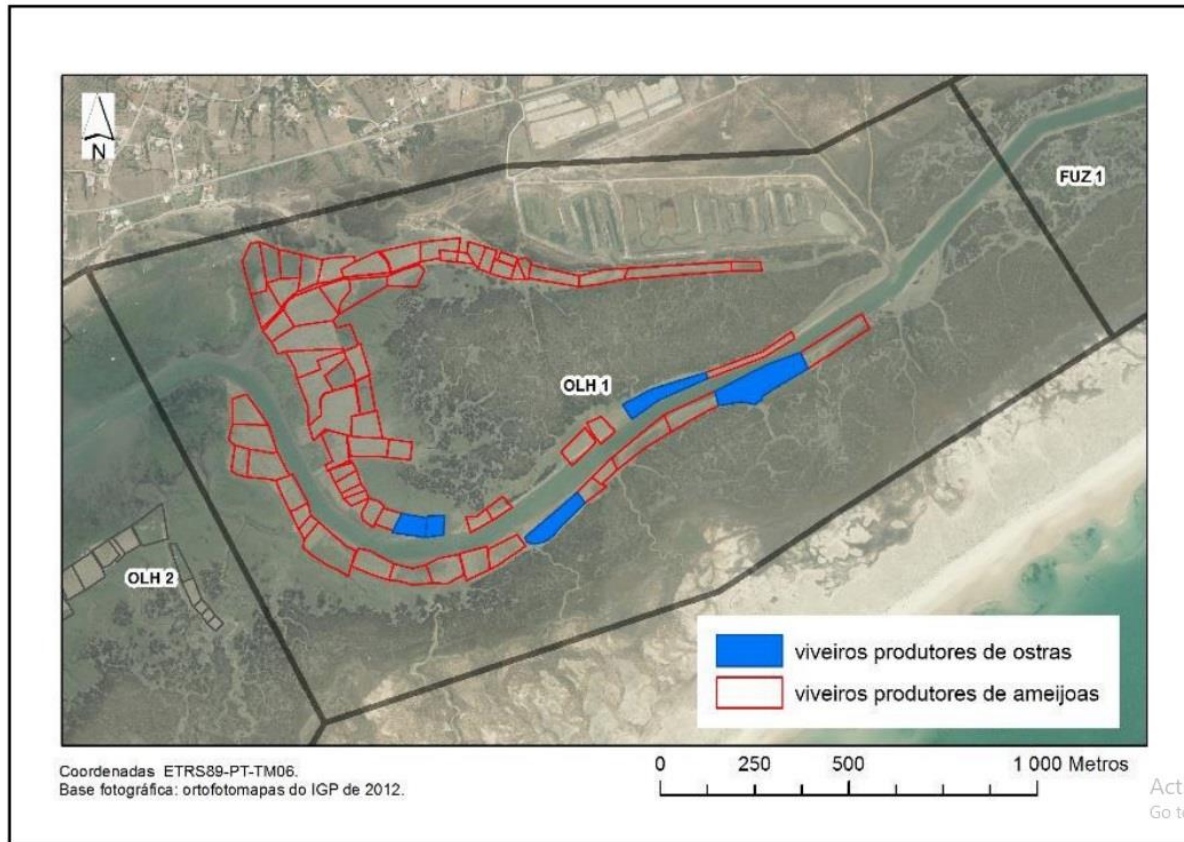 N
FUZ 1
OLH 1
OLH 2
viveiros produtores de ostras
viveiros produtores de ameijoas
Coordenadas ETRS89-PT-TM06.
Base fotográfica: ortofotomapas do IGP de 2012.
0 250 500 1 000 Metros
Act
Go to